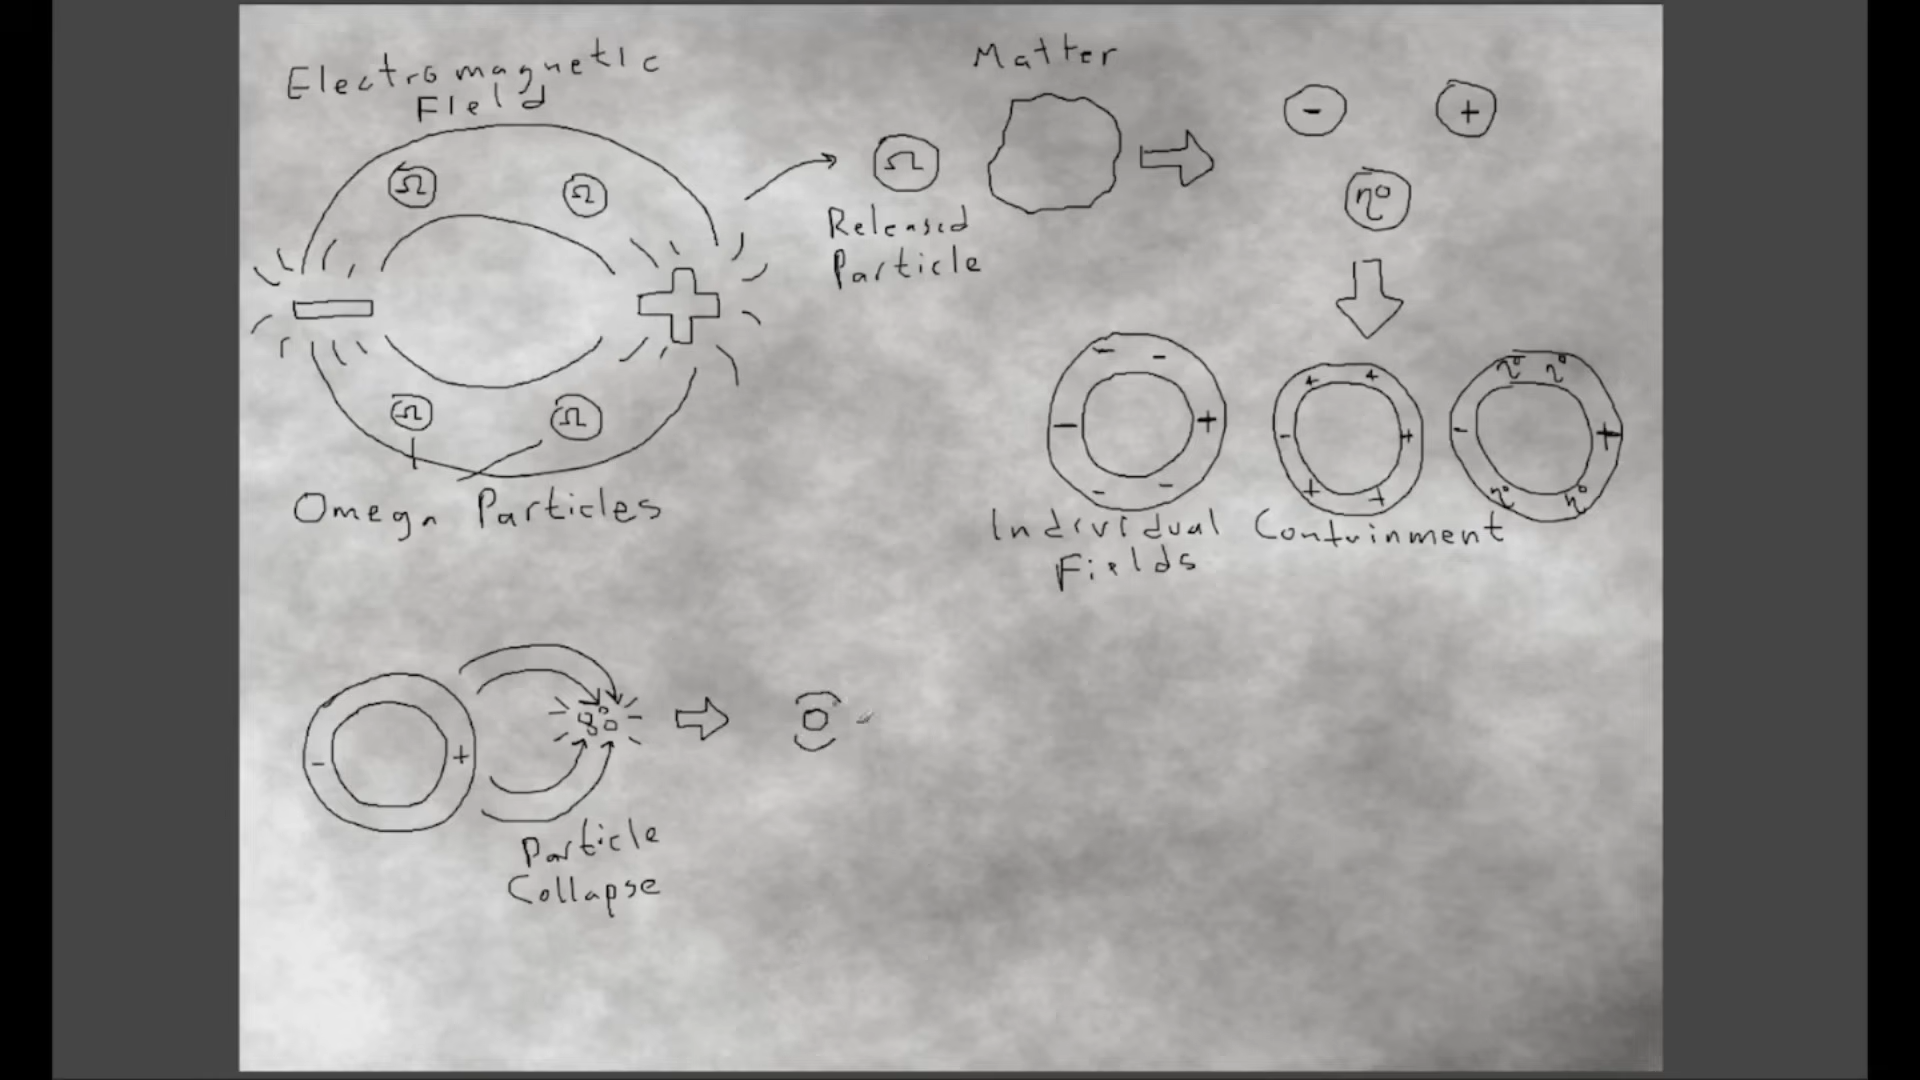 Electromagnetic
Field
Matter
Ω
Ω
Ω
-
+
η°
Released
Particle
Ω
Ω
Omega Particles
- -
- +
- -
+ +
- +
+ +
η° η°
- +
η° η°
Individual Containment
Fields
- +
Particle
Collapse